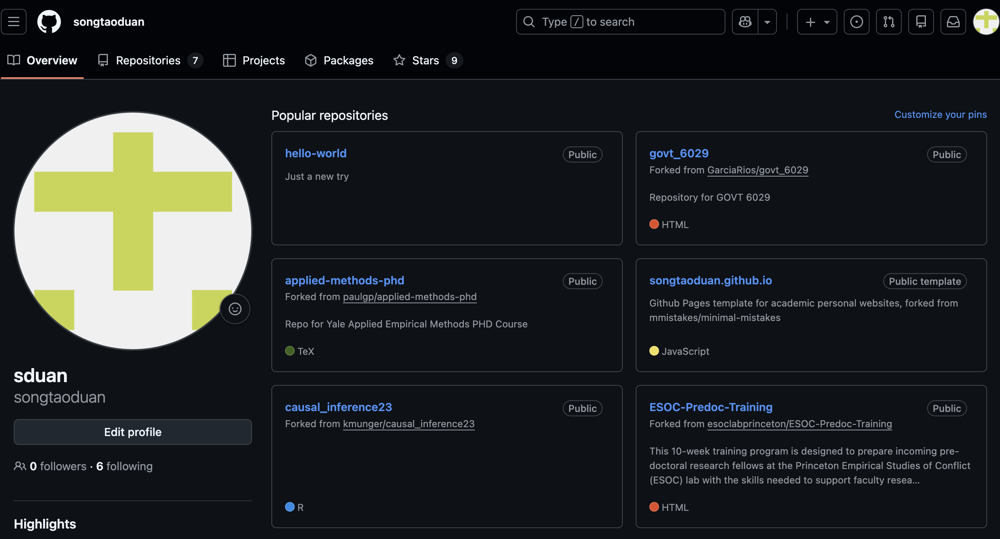 songtaoduan
Type / to search
Overview
Repositories 7
Projects
Packages
Stars 9
sduan
songtaoduan
Edit profile
0 followers · 6 following
Highlights
Popular repositories
Customize your pins
hello-world
Public
Just a new try
govt_6029
Public
Forked from GarciaRios/govt_6029
Repository for GOVT 6029
HTML
applied-methods-phd
Public
Forked from paulgp/applied-methods-phd
Repo for Yale Applied Empirical Methods PHD Course
TeX
songtaoduan.github.io
Public template
Github Pages template for academic personal websites, forked from
mmistakes/minimal-mistakes
JavaScript
causal_inference23
Public
Forked from kmunger/causal_inference23
R
ESOC-Predoc-Training
Public
Forked from esoclabprinceton/ESOC-Predoc-Training
This 10-week training program is designed to prepare incoming pre-
doctoral research fellows at the Princeton Empirical Studies of Conflict
(ESOC) lab with the skills needed to support faculty resea...
HTML